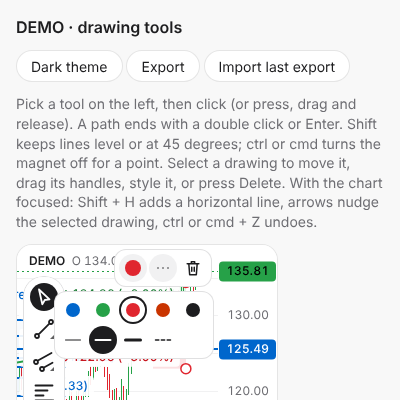 DEMO · drawing tools
Dark theme
Export
Import last export
Pick a tool on the left, then click (or press, drag and
release). A path ends with a double click or Enter. Shift
keeps lines level or at 45 degrees; ctrl or cmd turns the
magnet off for a point. Select a drawing to move it,
drag its handles, style it, or press Delete. With the chart
focused: Shift + H adds a horizontal line, arrows nudge
the selected drawing, ctrl or cmd + Z undoes.
DEMO O 134.0
135.81
130.00
125.49
120.00
.33)